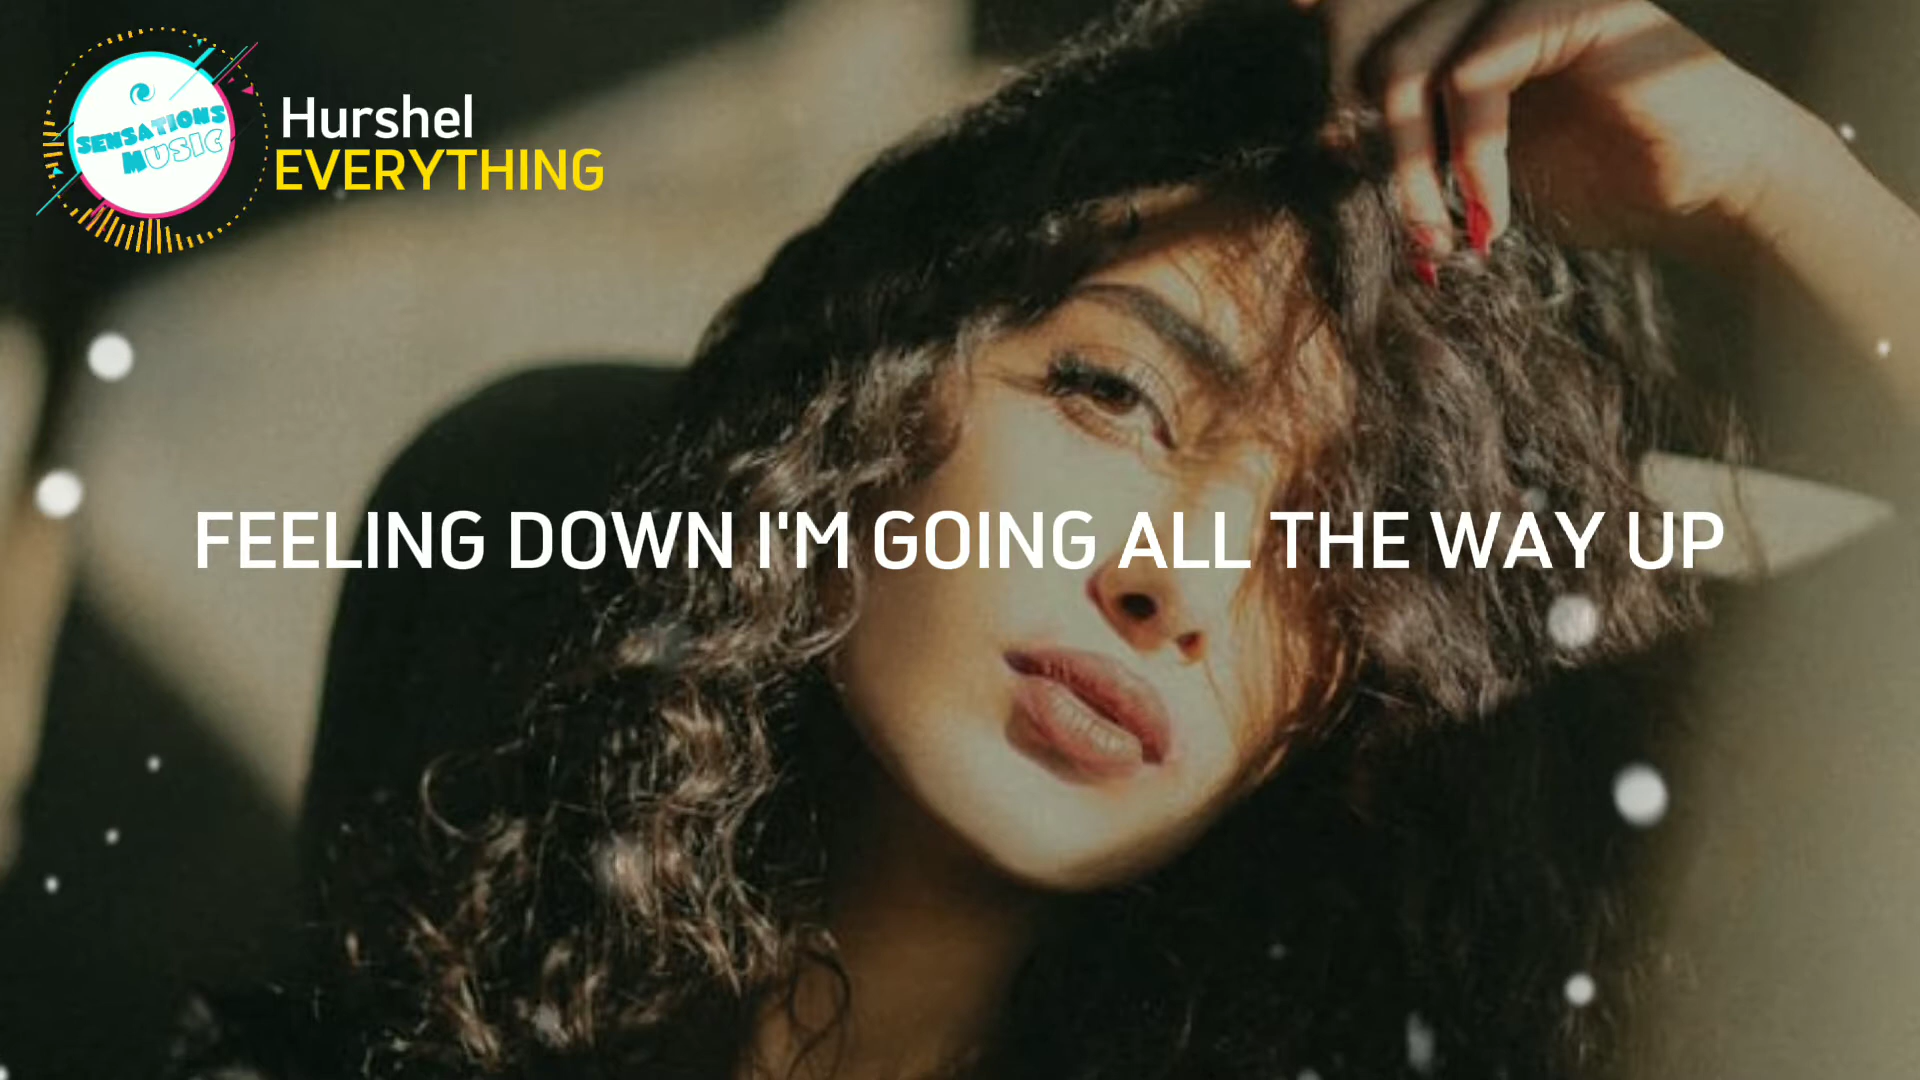 SENSATIONS
MUSIC
Hurshel
EVERYTHING
FEELING DOWN I'M GOING ALL THE WAY UP